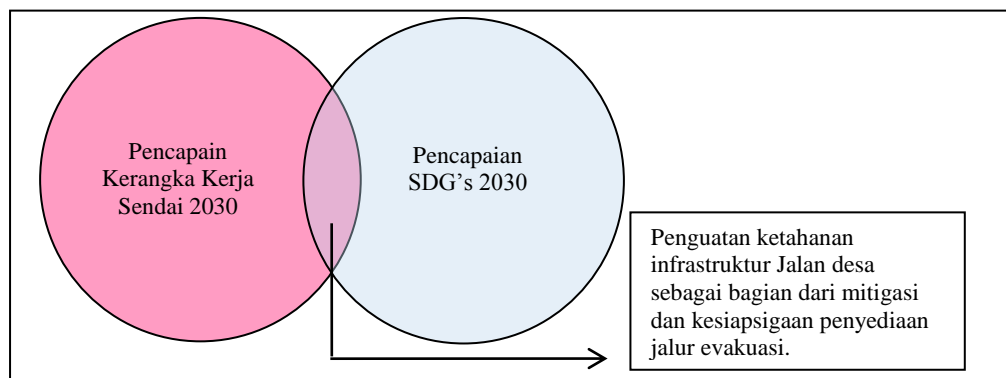 Pencapain
Kerangka Kerja
Sendai 2030
Pencapaian
SDG's 2030
Penguatan ketahanan
infrastruktur Jalan desa
sebagai bagian dari mitigasi
dan kesiapsigaan penyediaan
jalur evakuasi.